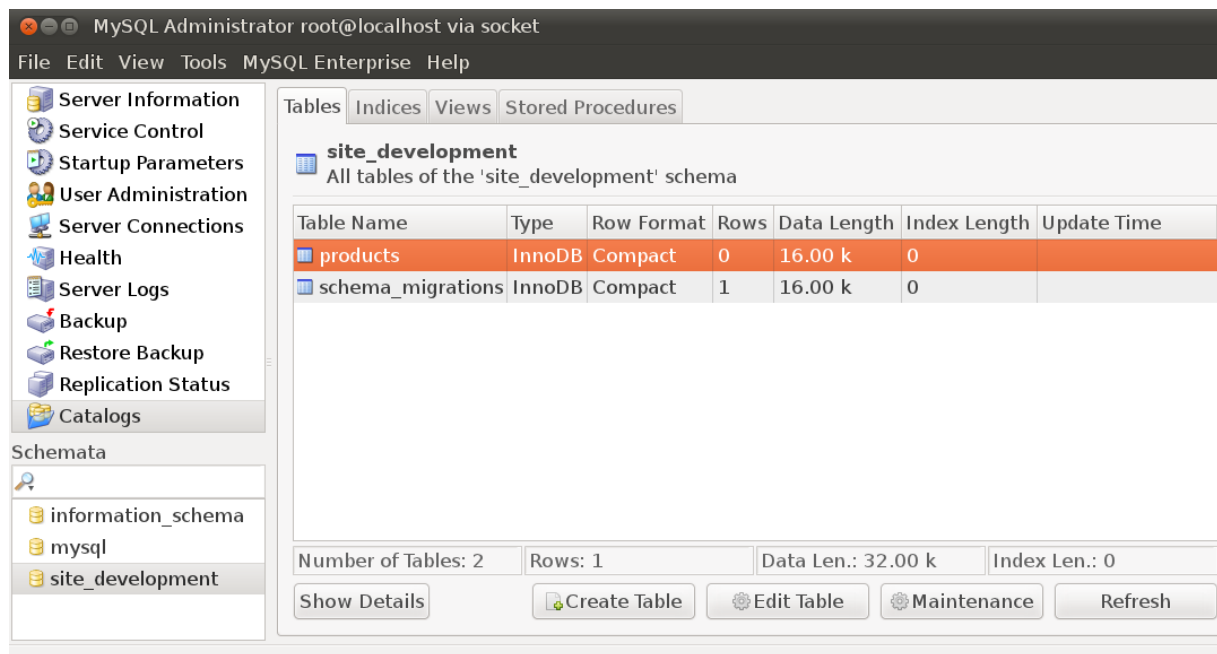 MySQL Administrator root@localhost via socket
File Edit View Tools MySQL Enterprise Help
Server Information
Service Control
Startup Parameters
User Administration
Server Connections
Health
Server Logs
Backup
Restore Backup
Replication Status
Catalogs
Schemata
information_schema
mysql
site_development
Tables Indices Views Stored Procedures
site_development
All tables of the 'site_development' schema
Table Name Type Row Format Rows Data Length Index Length Update Time
products InnoDB Compact 0 16.00 k 0
schema_migrations InnoDB Compact 1 16.00 k 0
Number of Tables: 2 Rows: 1 Data Len.: 32.00 k Index Len.: 0
Show Details Create Table Edit Table Maintenance Refresh